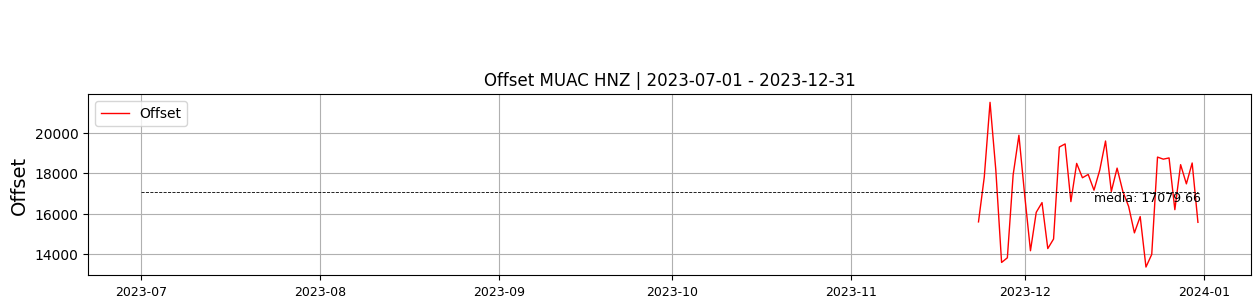 Offset MUAC HNZ | 2023-07-01 - 2023-12-31
Offset
Offset
20000
18000
16000
14000
media: 17079.66
2023-07
2023-08
2023-09
2023-10
2023-11
2023-12
2024-01